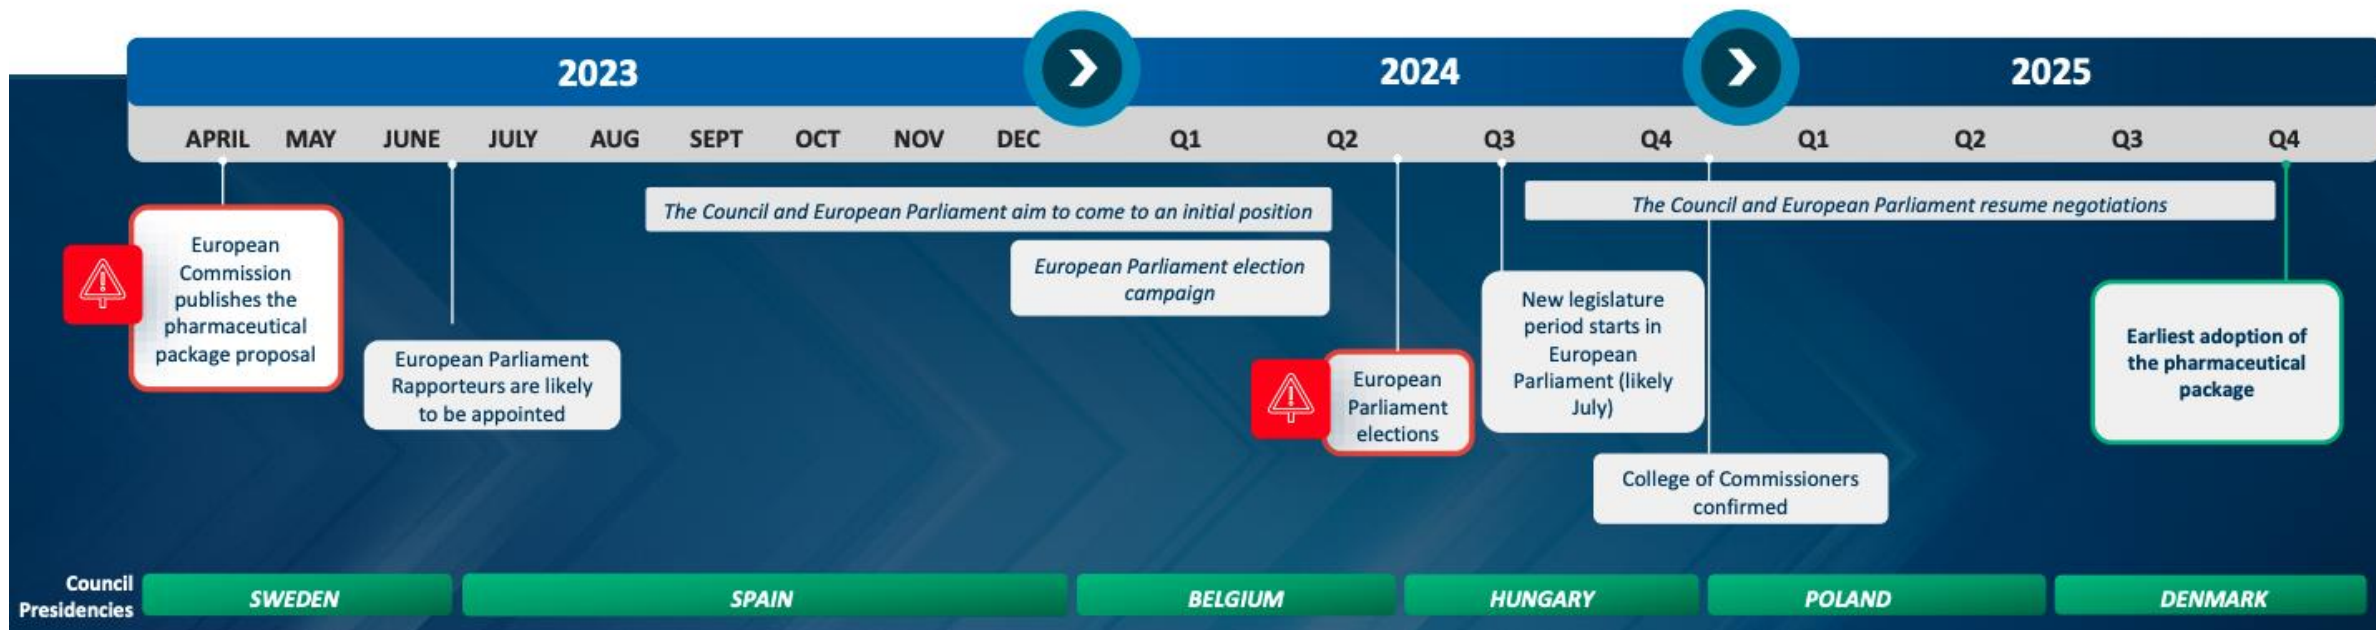 2023
2024
2025
APRIL MAY JUNE JULY AUG SEPT OCT NOV DEC Q1 Q2 Q3 Q4 Q1 Q2 Q3 Q4
The Council and European Parliament aim to come to an initial position
The Council and European Parliament resume negotiations
European
Commission
publishes the
pharmaceutical
package proposal
European Parliament
Rapporteurs are likely
to be appointed
European Parliament election
campaign
European
Parliament
elections
New legislature
period starts in
European
Parliament (likely
July)
College of Commissioners
confirmed
Earliest adoption of
the pharmaceutical
package
Council
Presidencies
SWEDEN
SPAIN
BELGIUM
HUNGARY
POLAND
DENMARK